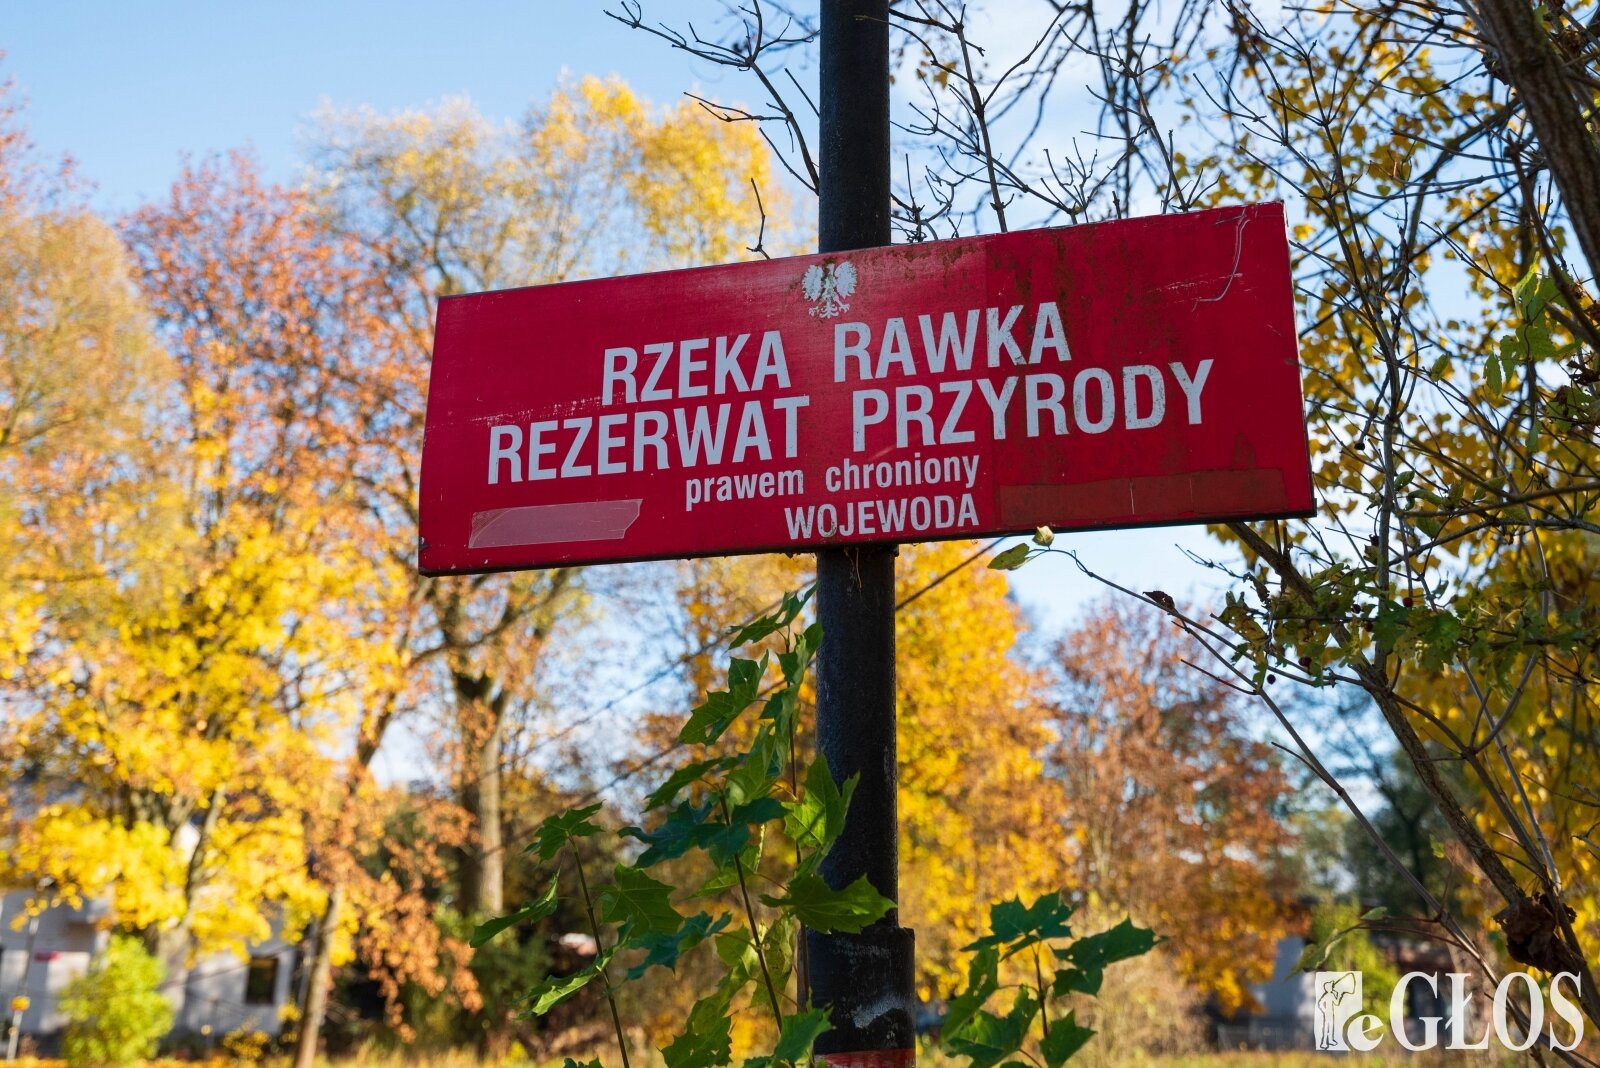 RZEKA RAWKA
REZERWAT PRZYRODY
prawem chroniony
WOJEWODA
eGŁOS